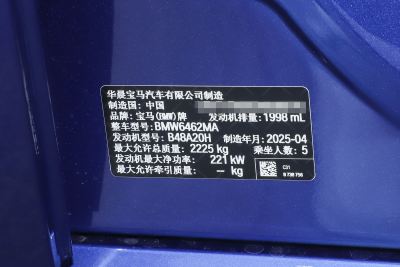 华晨宝马汽车有限公司制造
制造国：中国
品牌：宝马(BMW)牌 发动机排量：1998 mL
整车型号：BMW6462MA
发动机型号：B48A20H 制造年月：2025-04
最大允许总质量：2225 kg 乘坐人数：5
发动机最大净功率：221 kW
最大允许牵引质量：-- kg
C31